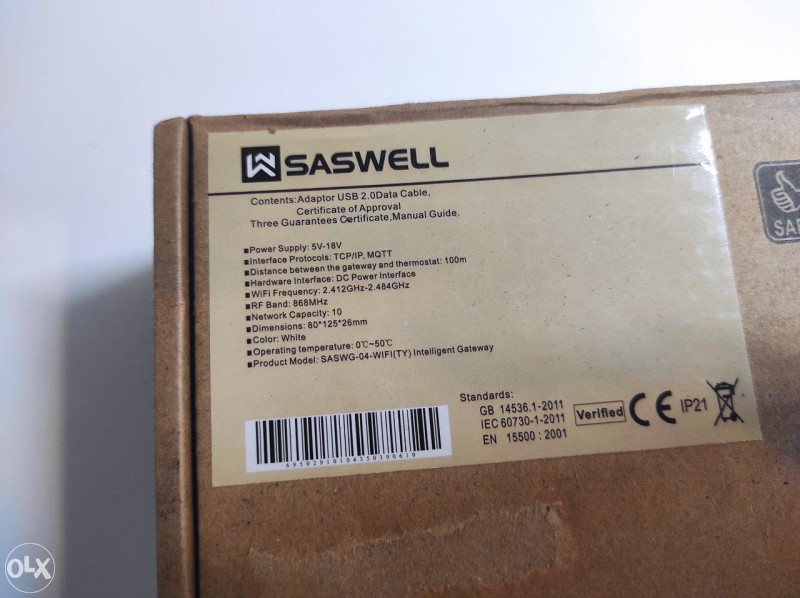 SASWELL
Contents:Adaptor USB 2.0Data Cable,
Certificate of Approval
Three Guarantees Certificate,Manual Guide.
■Power Supply: 5V-18V
■Interface Protocols: TCP/IP, MQTT
■Distance between the gateway and thermostat: 100m
■Hardware Interface: DC Power Interface
■WiFi Frequency: 2.412GHz-2.484GHz
■RF Band: 868MHz
■Network Capacity: 10
■Dimensions: 80*125*26mm
■Color: White
■Operating temperature: 0℃~50℃
■Product Model: SASWG-04-WIFI(TY) Intelligent Gateway
Standards:
GB 14536.1-2011
IEC 60730-1-2011
EN 15500 : 2001
Verified CE IP21
OLX